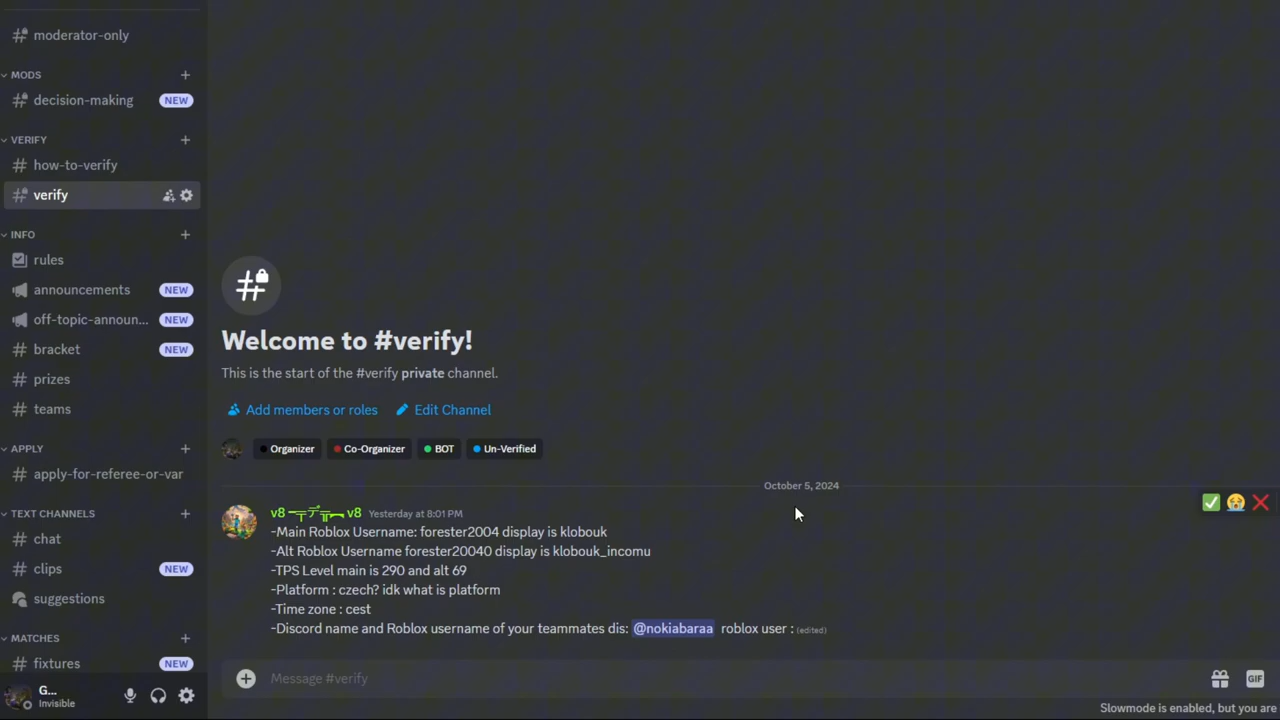 moderator-only
MODS
decision-making NEW
VERIFY
how-to-verify
verify
INFO
rules
announcements NEW
off-topic-announ... NEW
bracket NEW
prizes
teams
APPLY
apply-for-referee-or-var
TEXT CHANNELS
chat
clips NEW
suggestions
MATCHES
fixtures NEW
G...
Invisible
Welcome to #verify!
This is the start of the #verify private channel.
Add members or roles Edit Channel
Organizer Co-Organizer BOT Un-Verified
October 5, 2024
v8 v8 Yesterday at 8:01 PM
-Main Roblox Username: forester2004 display is klobouk
-Alt Roblox Username forester20040 display is klobouk_incomu
-TPS Level main is 290 and alt 69
-Platform : czech? idk what is platform
-Time zone : cest
-Discord name and Roblox username of your teammates dis: @nokiabaraa roblox user : (edited)
Message #verify
GIF
Slowmode is enabled, but you are